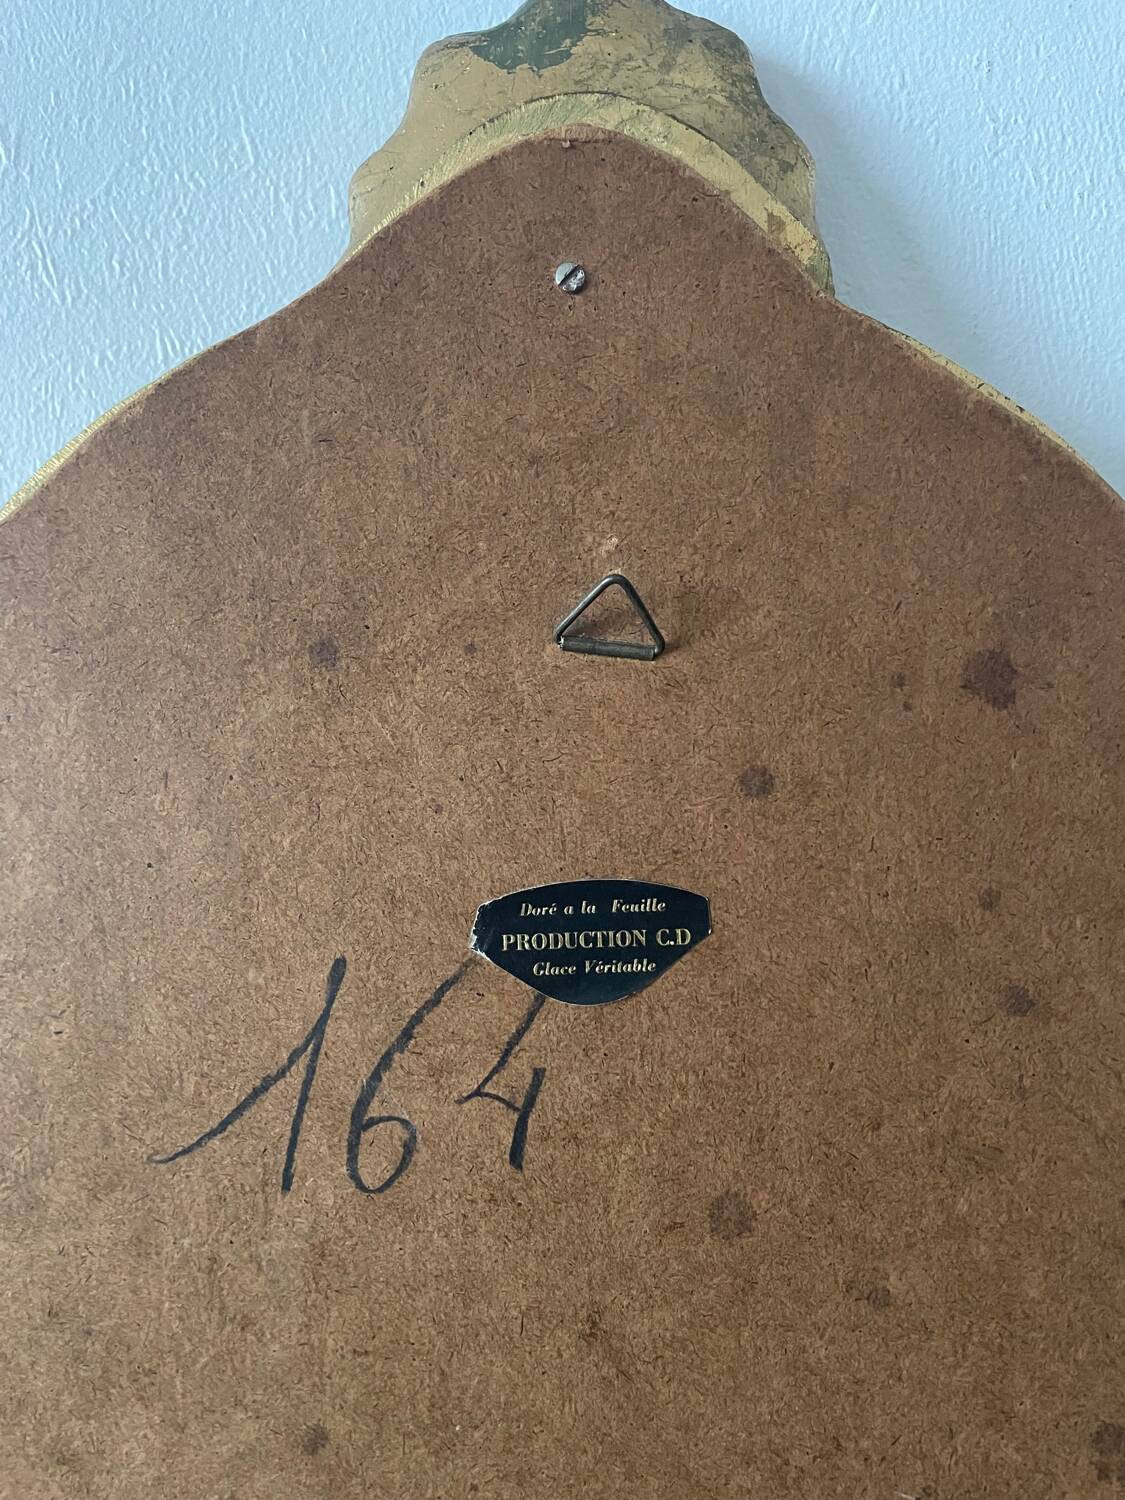 Doré a la Feuille
PRODUCTION C.D
Glace Véritable
164